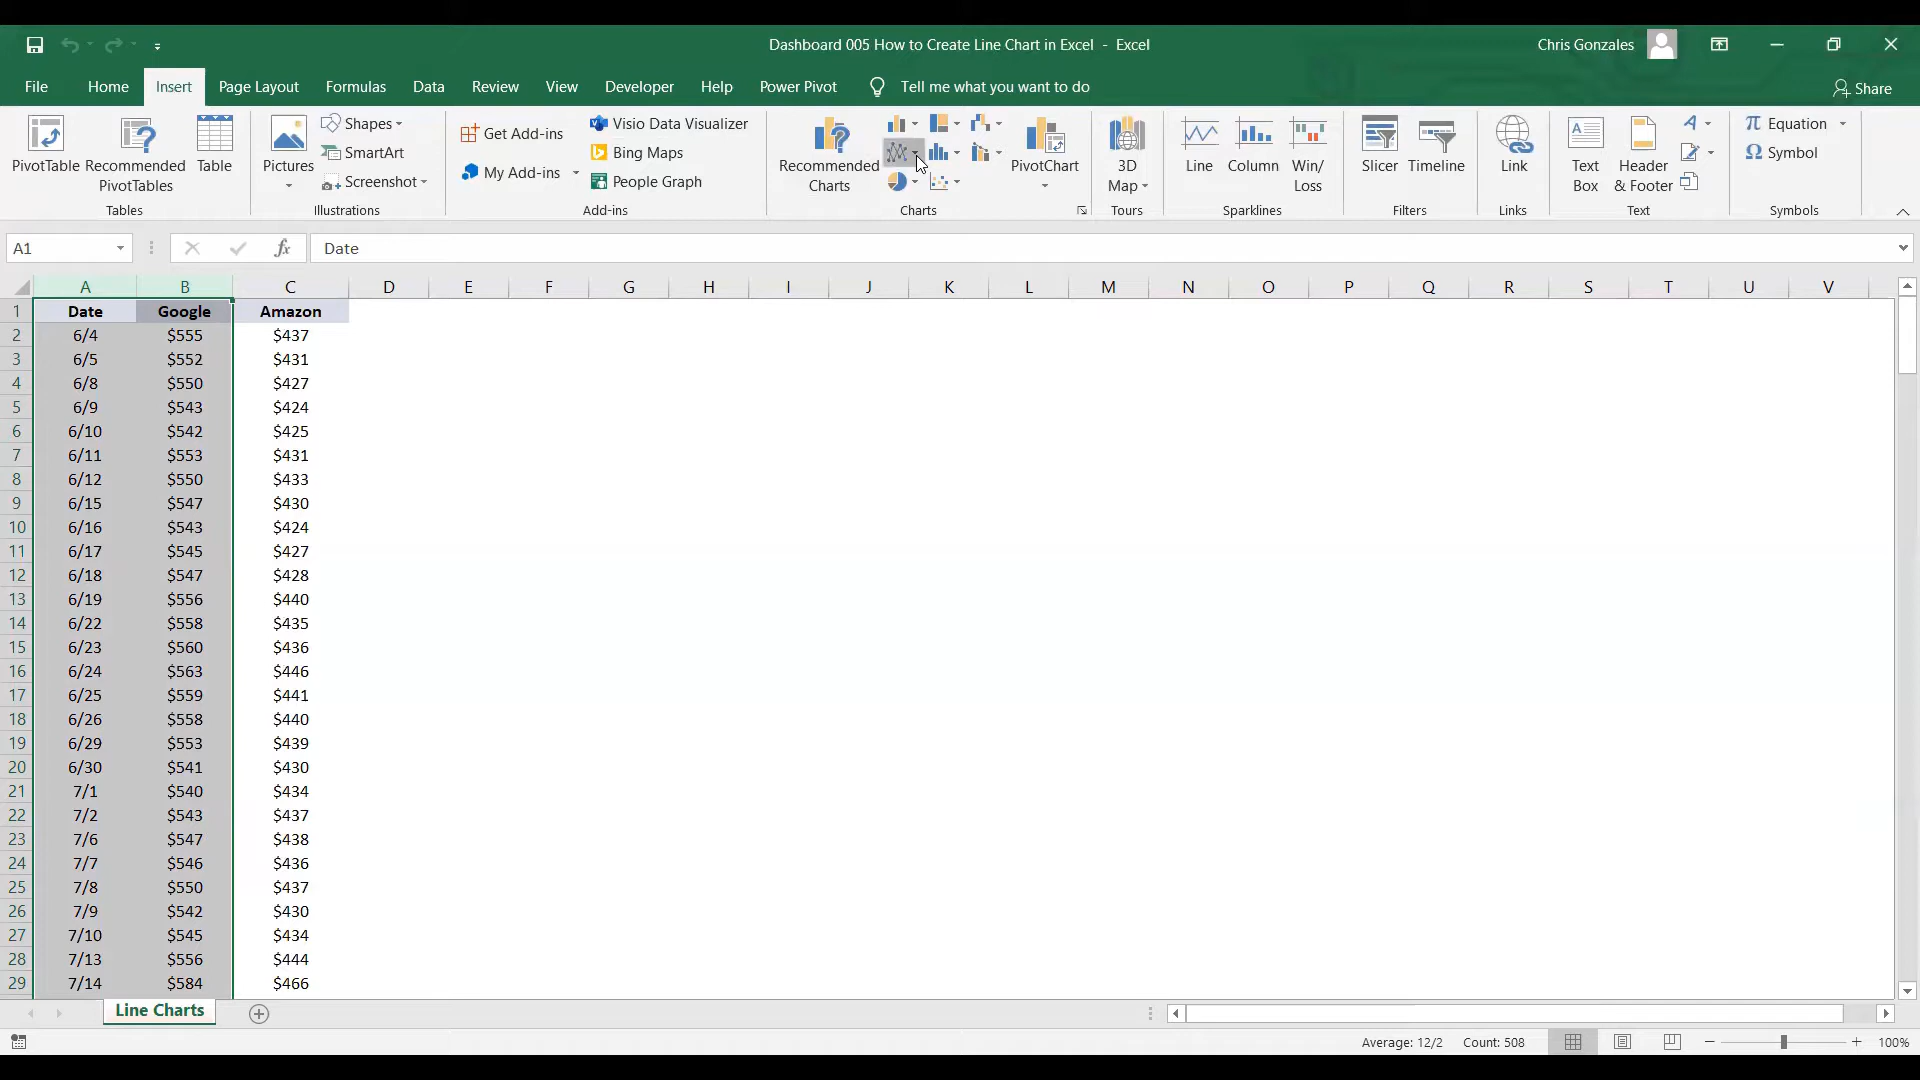 Dashboard 005 How to Create Line Chart in Excel - Excel
Chris Gonzales
File Home Insert Page Layout Formulas Data Review View Developer Help Power Pivot Tell me what you want to do Share
PivotTable
Recommended
PivotTables
Table
Tables
Pictures
Shapes
SmartArt
Screenshot
Illustrations
Get Add-ins
My Add-ins
Visio Data Visualizer
Bing Maps
People Graph
Add-ins
Recommended
Charts
PivotChart
Charts
3D
Map
Tours
Line
Column
Win/
Loss
Sparklines
Slicer
Timeline
Filters
Link
Links
Text
Box
Header
& Footer
Text
π Equation
Ω Symbol
Symbols
A1 fx Date
A B C D E F G H I J K L M N O P Q R S T U V
1 Date Google Amazon
2 6/4 $555 $437
3 6/5 $552 $431
4 6/8 $550 $427
5 6/9 $543 $424
6 6/10 $542 $425
7 6/11 $553 $431
8 6/12 $550 $433
9 6/15 $547 $430
10 6/16 $543 $424
11 6/17 $545 $427
12 6/18 $547 $428
13 6/19 $556 $440
14 6/22 $558 $435
15 6/23 $560 $436
16 6/24 $563 $446
17 6/25 $559 $441
18 6/26 $558 $440
19 6/29 $553 $439
20 6/30 $541 $430
21 7/1 $540 $434
22 7/2 $543 $437
23 7/6 $547 $438
24 7/7 $546 $436
25 7/8 $550 $437
26 7/9 $542 $430
27 7/10 $545 $434
28 7/13 $556 $444
29 7/14 $584 $466
Line Charts
Average: 12/2 Count: 508 100%